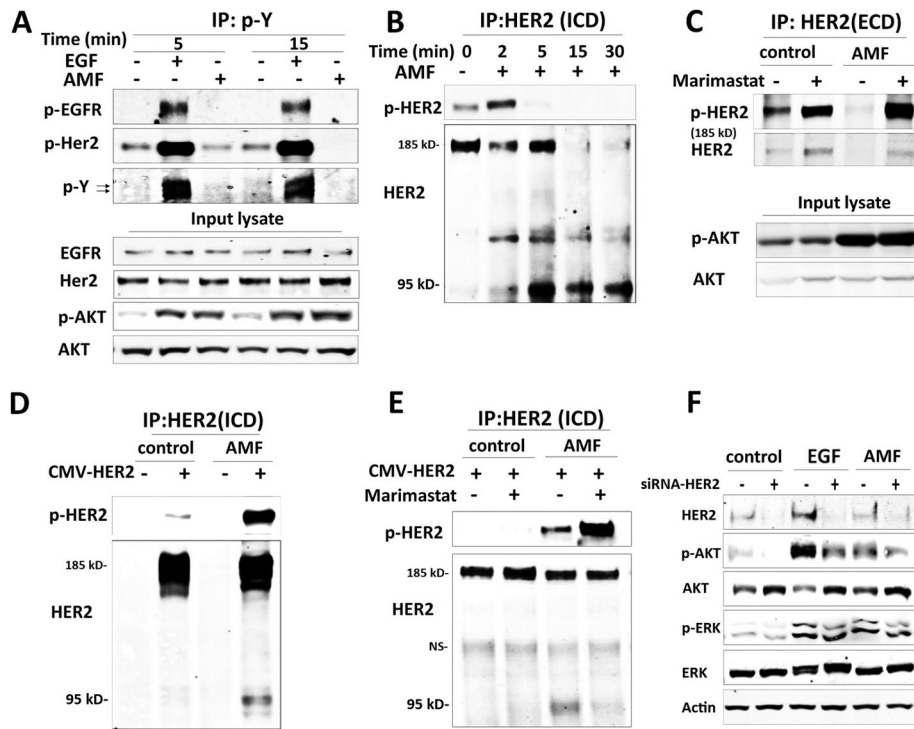 A
IP: p-Y
Time (min) 5 15
EGF - + - - + -
AMF - - + - - +
p-EGFR
p-Her2
p-Y
Input lysate
EGFR
Her2
p-AKT
AKT
B
IP:HER2 (ICD)
Time (min) 0 2 5 15 30
AMF - + + + +
p-HER2
185 kD-
HER2
95 kD-
C
IP: HER2(ECD)
control AMF
Marimastat - + - +
p-HER2
(185 kD)
HER2
Input lysate
p-AKT
AKT
D
IP:HER2(ICD)
control AMF
CMV-HER2 - + - +
p-HER2
185 kD-
HER2
95 kD-
E
IP:HER2 (ICD)
control AMF
CMV-HER2 + + + +
Marimastat - + - +
p-HER2
185 kD-
HER2
NS-
95 kD-
F
control EGF AMF
siRNA-HER2 - + - + - +
HER2
p-AKT
AKT
p-ERK
ERK
Actin